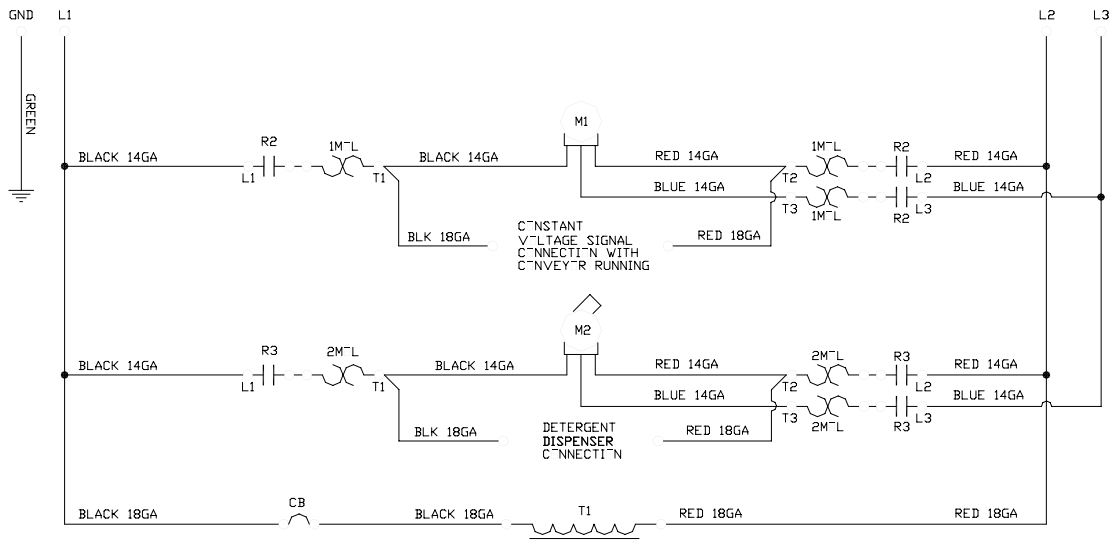 GND L1 L2 L3
GREEN
M1
R2 1M‾L 1M‾L R2
BLACK 14GA BLACK 14GA RED 14GA RED 14GA
L1 T1 T2 L2
BLUE 14GA BLUE 14GA
T3 1M‾L R2 L3
BLK 18GA RED 18GA
C‾NSTANT
V‾LTAGE SIGNAL
C‾NNECTI‾N WITH
C‾NVEY‾R RUNNING
M2
R3 2M‾L 2M‾L R3
BLACK 14GA BLACK 14GA RED 14GA RED 14GA
L1 T1 T2 L2
BLUE 14GA BLUE 14GA
T3 2M‾L R3 L3
BLK 18GA RED 18GA
DETERGENT
DISPENSER
C‾NNECTI‾N
CB T1
BLACK 18GA BLACK 18GA RED 18GA RED 18GA